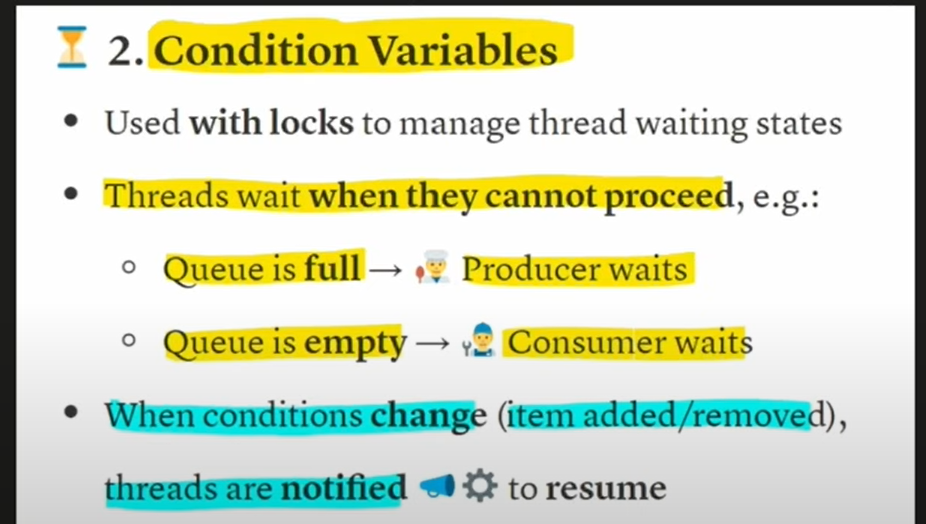 2. Condition Variables
• Used with locks to manage thread waiting states
• Threads wait when they cannot proceed, e.g.:
○ Queue is full → Producer waits
○ Queue is empty → Consumer waits
• When conditions change (item added/removed),
threads are notified to resume